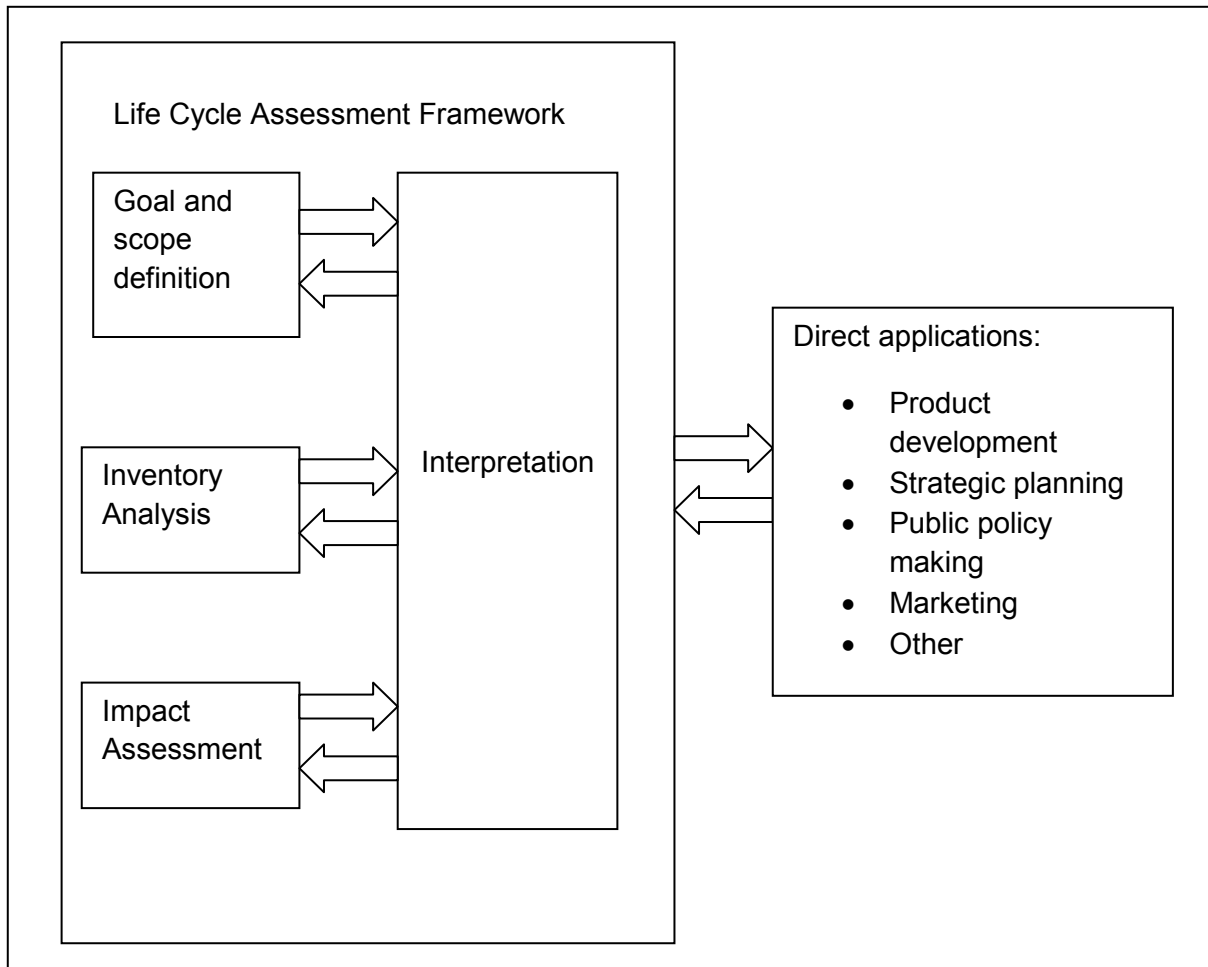 Life Cycle Assessment Framework
Goal and
scope
definition
Inventory
Analysis
Impact
Assessment
Interpretation
Direct applications:
• Product
development
• Strategic planning
• Public policy
making
• Marketing
• Other